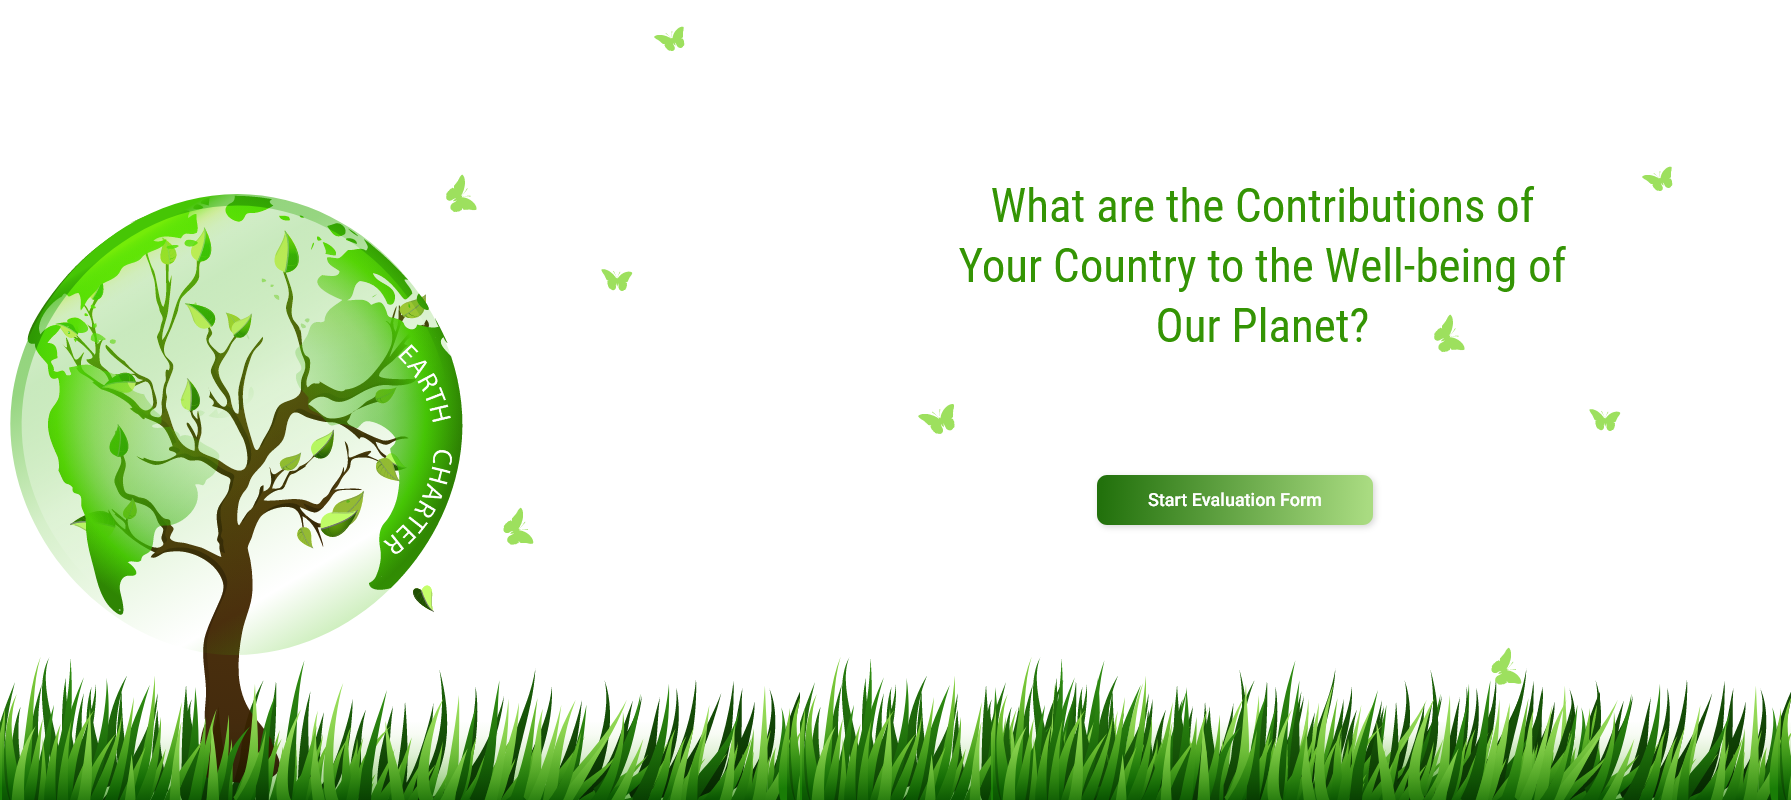 What are the Contributions of
Your Country to the Well-being of
Our Planet?
EARTH CHARTER
Start Evaluation Form